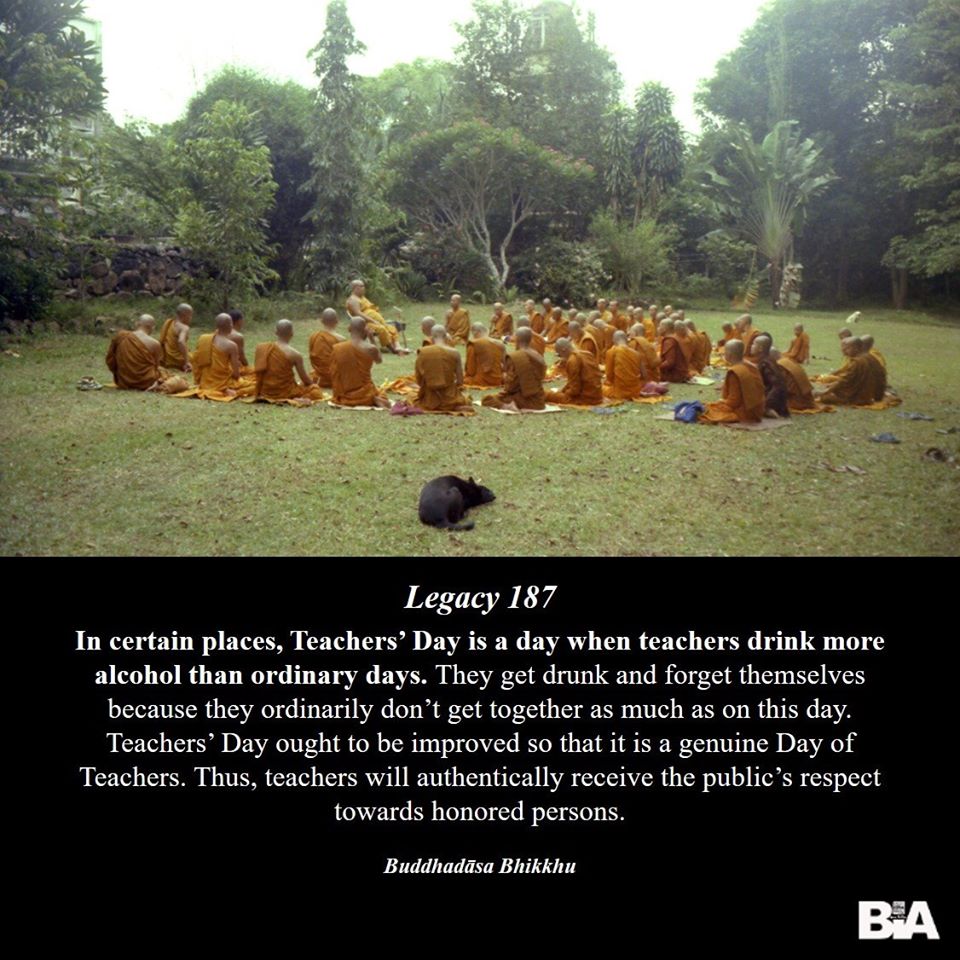 Legacy 187
In certain places, Teachers’ Day is a day when teachers drink more
alcohol than ordinary days. They get drunk and forget themselves
because they ordinarily don’t get together as much as on this day.
Teachers’ Day ought to be improved so that it is a genuine Day of
Teachers. Thus, teachers will authentically receive the public’s respect
towards honored persons.
Buddhadāsa Bhikkhu
BIA